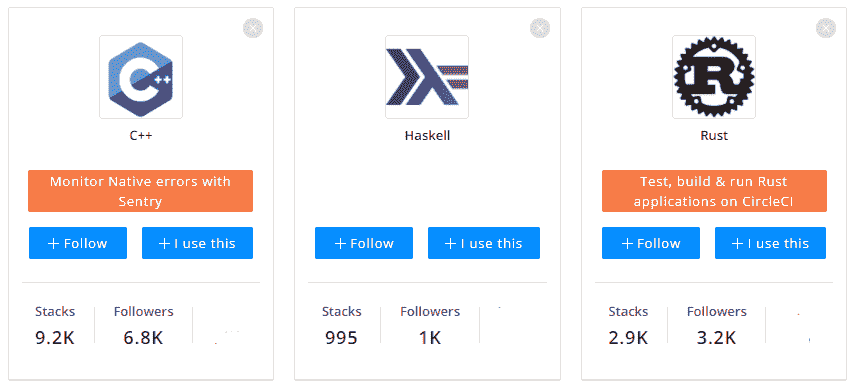 C++
Haskell
Rust
Monitor Native errors with
Sentry
Test, build & run Rust
applications on CircleCI
+ Follow
+ I use this
+ Follow
+ I use this
+ Follow
+ I use this
Stacks
Followers
Stacks
Followers
Stacks
Followers
9.2K
6.8K
995
1K
2.9K
3.2K